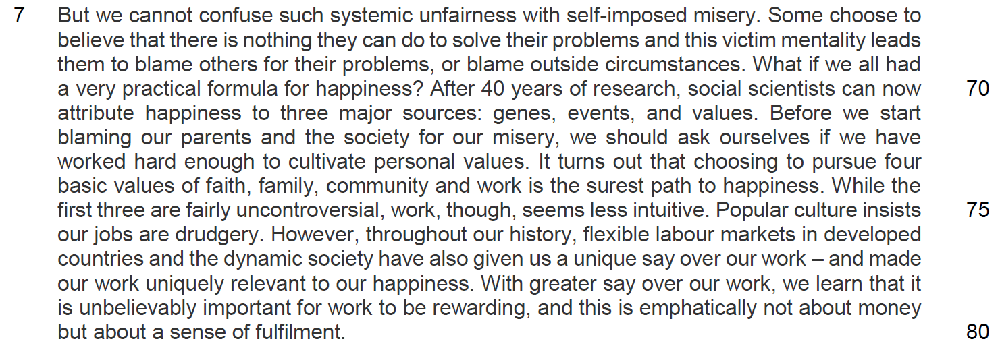 7 But we cannot confuse such systemic unfairness with self-imposed misery. Some choose to
believe that there is nothing they can do to solve their problems and this victim mentality leads
them to blame others for their problems, or blame outside circumstances. What if we all had
a very practical formula for happiness? After 40 years of research, social scientists can now 70
attribute happiness to three major sources: genes, events, and values. Before we start
blaming our parents and the society for our misery, we should ask ourselves if we have
worked hard enough to cultivate personal values. It turns out that choosing to pursue four
basic values of faith, family, community and work is the surest path to happiness. While the
first three are fairly uncontroversial, work, though, seems less intuitive. Popular culture insists 75
our jobs are drudgery. However, throughout our history, flexible labour markets in developed
countries and the dynamic society have also given us a unique say over our work – and made
our work uniquely relevant to our happiness. With greater say over our work, we learn that it
is unbelievably important for work to be rewarding, and this is emphatically not about money
but about a sense of fulfilment. 80